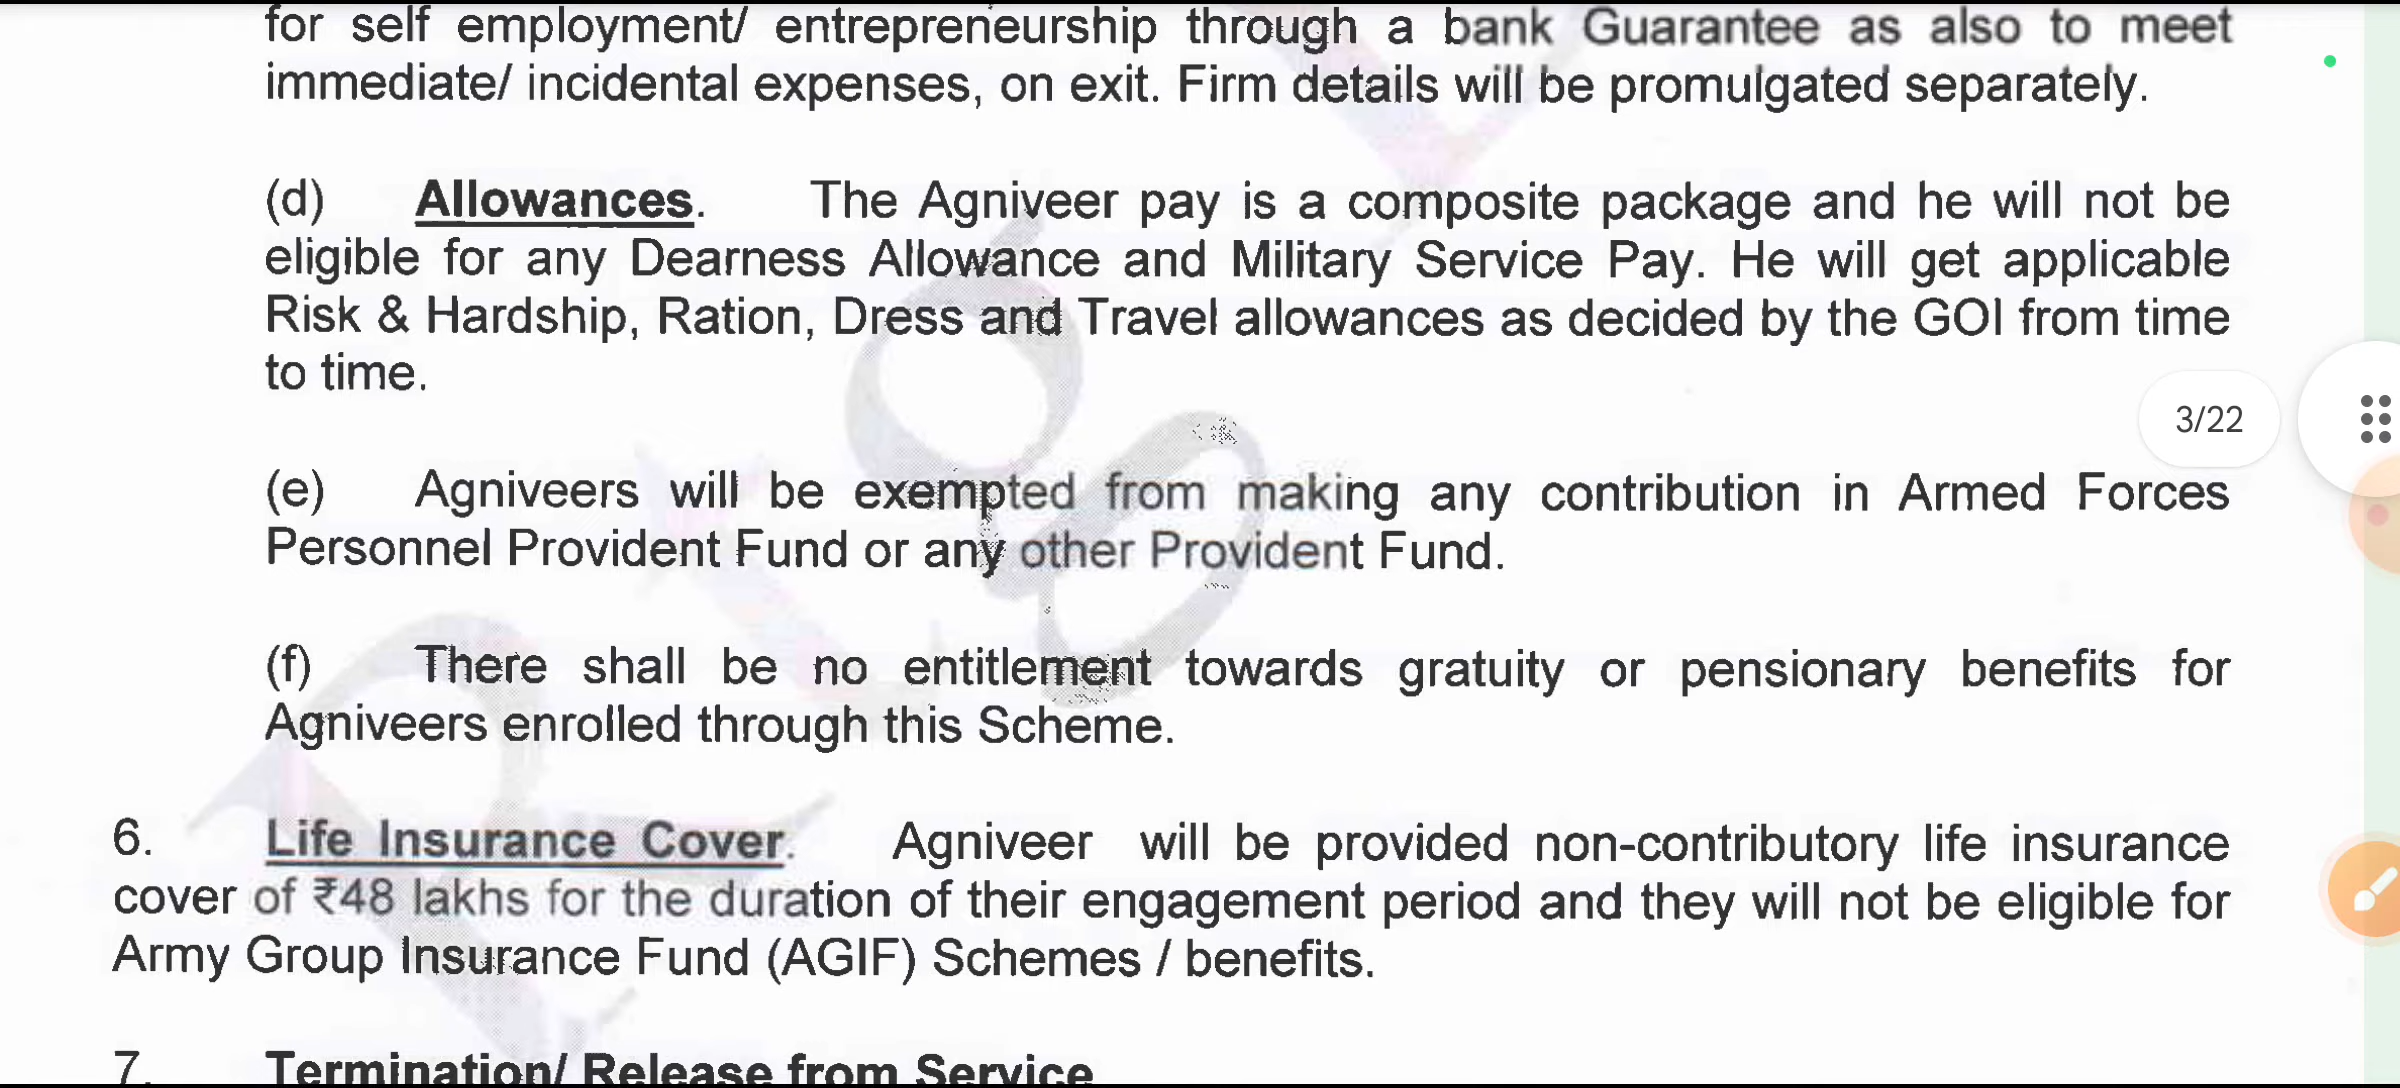 for self employment/ entrepreneurship through a bank Guarantee as also to meet
immediate/ incidental expenses, on exit. Firm details will be promulgated separately.
(d) Allowances. The Agniveer pay is a composite package and he will not be
eligible for any Dearness Allowance and Military Service Pay. He will get applicable
Risk & Hardship, Ration, Dress and Travel allowances as decided by the GOI from time
to time.
3/22
(e) Agniveers will be exempted from making any contribution in Armed Forces
Personnel Provident Fund or any other Provident Fund.
(f) There shall be no entitlement towards gratuity or pensionary benefits for
Agniveers enrolled through this Scheme.
6. Life Insurance Cover. Agniveer will be provided non-contributory life insurance
cover of ₹48 lakhs for the duration of their engagement period and they will not be eligible for
Army Group Insurance Fund (AGIF) Schemes / benefits.
7. Termination/ Release from Service